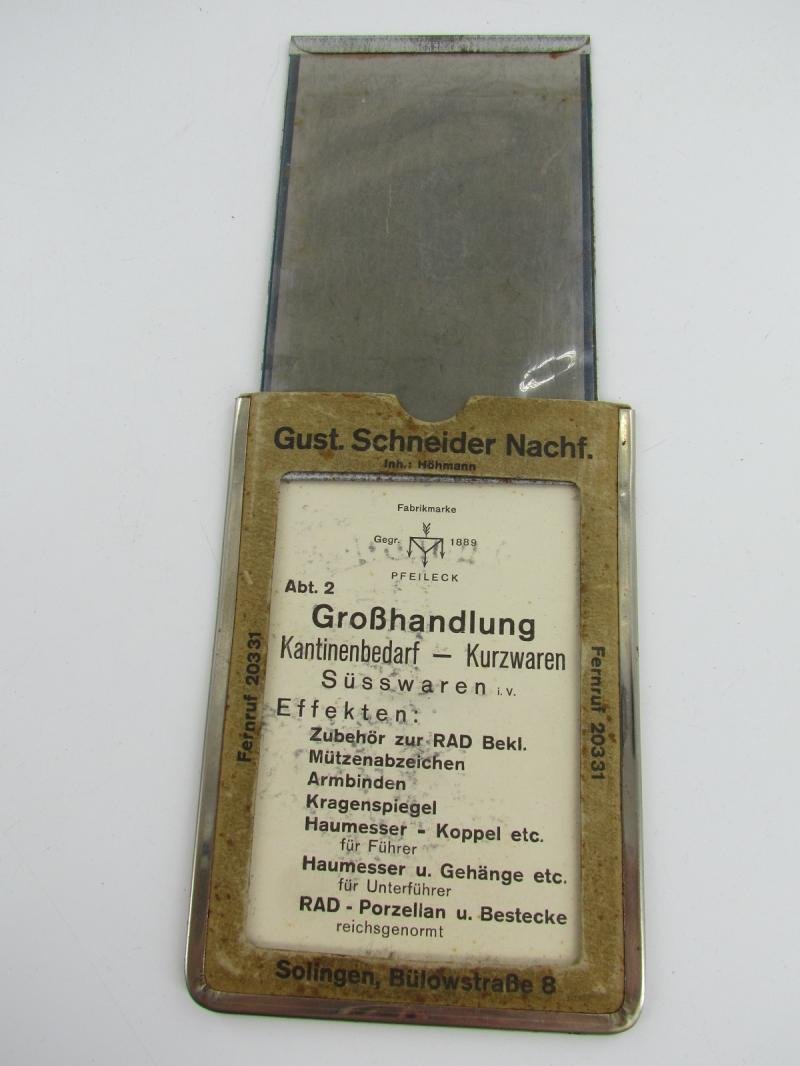 Gust. Schneider Nachf.
Inh.: Höhmann
Fabrikmarke
Gegr. 1889
PFEILECK
Abt. 2
Großhandlung
Kantinenbedarf — Kurzwaren
Süsswaren i. V.
Effekten:
Zubehör zur RAD Bekl.
Mützenabzeichen
Armbinden
Kragenspiegel
Haumesser - Koppel etc.
für Führer
Haumesser u. Gehänge etc.
für Unterführer
RAD - Porzellan u. Bestecke
reichsgenormt
Fernruf 20331
Fernruf 20331
Solingen, Bülowstraße 8